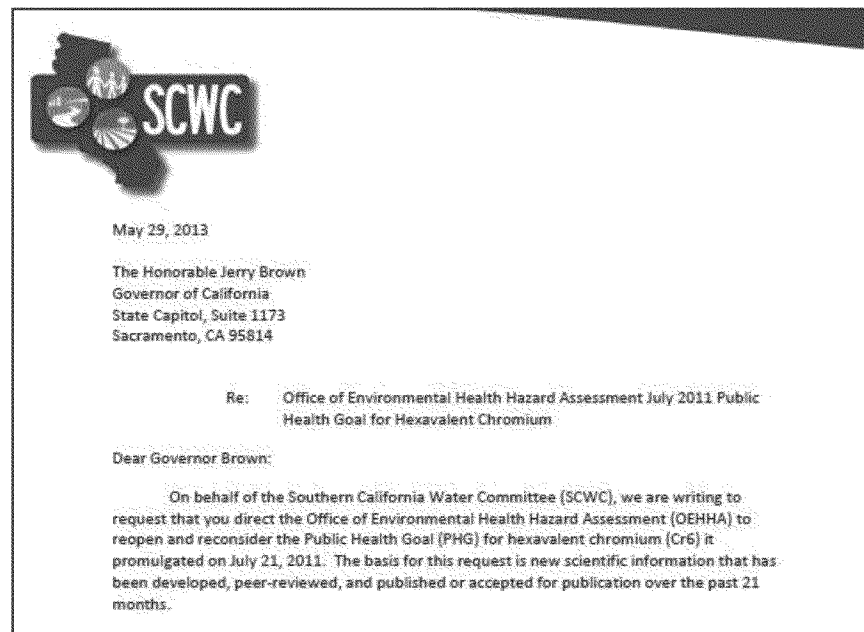 SCWC
May 29, 2013
The Honorable Jerry Brown
Governor of California
State Capitol, Suite 1173
Sacramento, CA 95814
Re: Office of Environmental Health Hazard Assessment July 2011 Public
Health Goal for Hexavalent Chromium
Dear Governor Brown:
On behalf of the Southern California Water Committee (SCWC), we are writing to
request that you direct the Office of Environmental Health Hazard Assessment (OEHHA) to
reopen and reconsider the Public Health Goal (PHG) for hexavalent chromium (Cr6) it
promulgated on July 21, 2011. The basis for this request is new scientific information that has
been developed, peer-reviewed, and published or accepted for publication over the past 21
months.